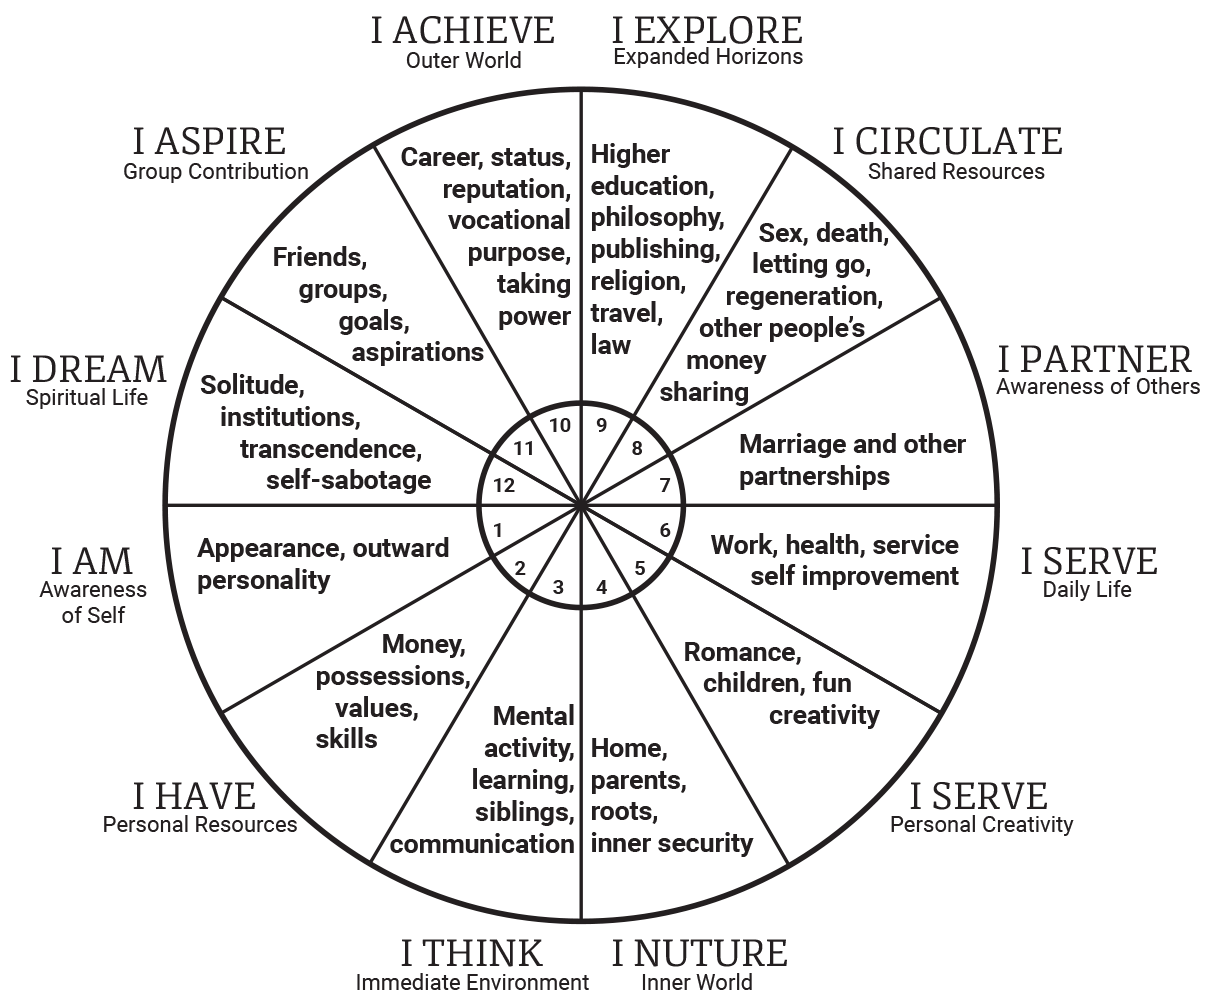 I ACHIEVE
Outer World
I EXPLORE
Expanded Horizons
I ASPIRE
Group Contribution
I CIRCULATE
Shared Resources
I DREAM
Spiritual Life
I PARTNER
Awareness of Others
I AM
Awareness
of Self
I SERVE
Daily Life
I HAVE
Personal Resources
I SERVE
Personal Creativity
I THINK
Immediate Environment
I NUTURE
Inner World
Career, status,
reputation,
vocational
purpose,
taking
power
Higher
education,
philosophy,
publishing,
religion,
travel,
law
Friends,
groups,
goals,
aspirations
Sex, death,
letting go,
regeneration,
other people’s
money
sharing
Solitude,
institutions,
transcendence,
self-sabotage
Marriage and other
partnerships
Appearance, outward
personality
Work, health, service
self improvement
Money,
possessions,
values,
skills
Romance,
children, fun
creativity
Mental
activity,
learning,
siblings,
communication
Home,
parents,
roots,
inner security
10
9
11
8
12
7
1
6
2
5
3
4